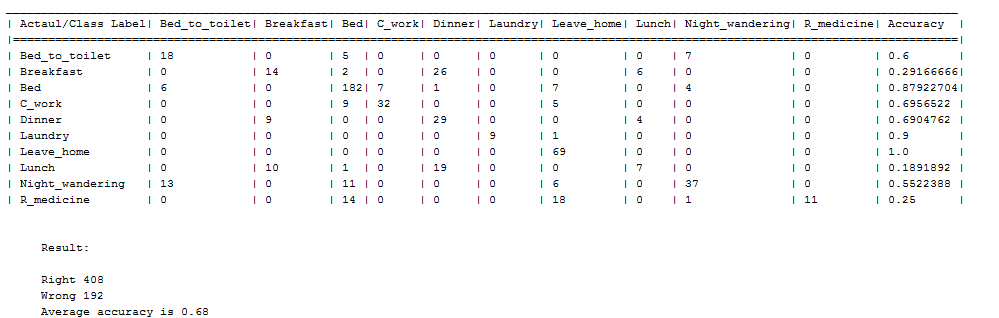 | Actaul/Class Label| Bed_to_toilet| Breakfast| Bed| C_work| Dinner| Laundry| Leave_home| Lunch| Night_wandering| R_medicine| Accuracy |
| Bed_to_toilet | 18 | 0 | 5 | 0 | 0 | 0 | 0 | 0 | 7 | 0 | 0.6 |
| Breakfast | 0 | 14 | 2 | 0 | 26 | 0 | 0 | 6 | 0 | 0 | 0.29166666|
| Bed | 6 | 0 | 182| 7 | 1 | 0 | 7 | 0 | 4 | 0 | 0.87922704|
| C_work | 0 | 0 | 9 | 32 | 0 | 0 | 5 | 0 | 0 | 0 | 0.6956522 |
| Dinner | 0 | 9 | 0 | 0 | 29 | 0 | 0 | 4 | 0 | 0 | 0.6904762 |
| Laundry | 0 | 0 | 0 | 0 | 0 | 9 | 1 | 0 | 0 | 0 | 0.9 |
| Leave_home | 0 | 0 | 0 | 0 | 0 | 0 | 69 | 0 | 0 | 0 | 1.0 |
| Lunch | 0 | 10 | 1 | 0 | 19 | 0 | 0 | 7 | 0 | 0 | 0.1891892 |
| Night_wandering | 13 | 0 | 11 | 0 | 0 | 0 | 6 | 0 | 37 | 0 | 0.5522388 |
| R_medicine | 0 | 0 | 14 | 0 | 0 | 0 | 18 | 0 | 1 | 11 | 0.25 |
Result:
Right 408
Wrong 192
Average accuracy is 0.68